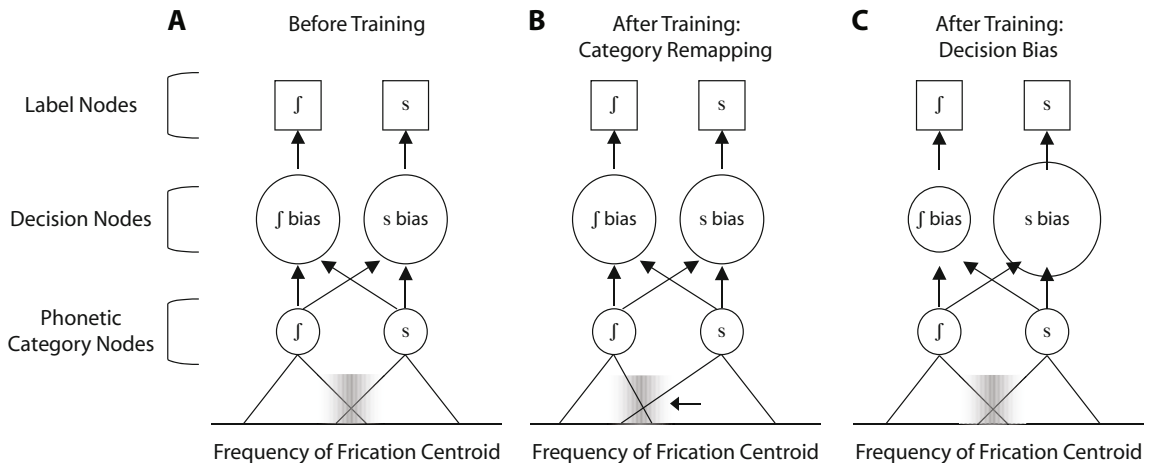 A
Before Training
B
After Training:
Category Remapping
C
After Training:
Decision Bias
Label Nodes
ʃ
s
ʃ
s
ʃ
s
Decision Nodes
ʃ bias
s bias
ʃ bias
s bias
ʃ bias
s bias
Phonetic
Category Nodes
ʃ
s
ʃ
s
ʃ
s
Frequency of Frication Centroid
Frequency of Frication Centroid
Frequency of Frication Centroid